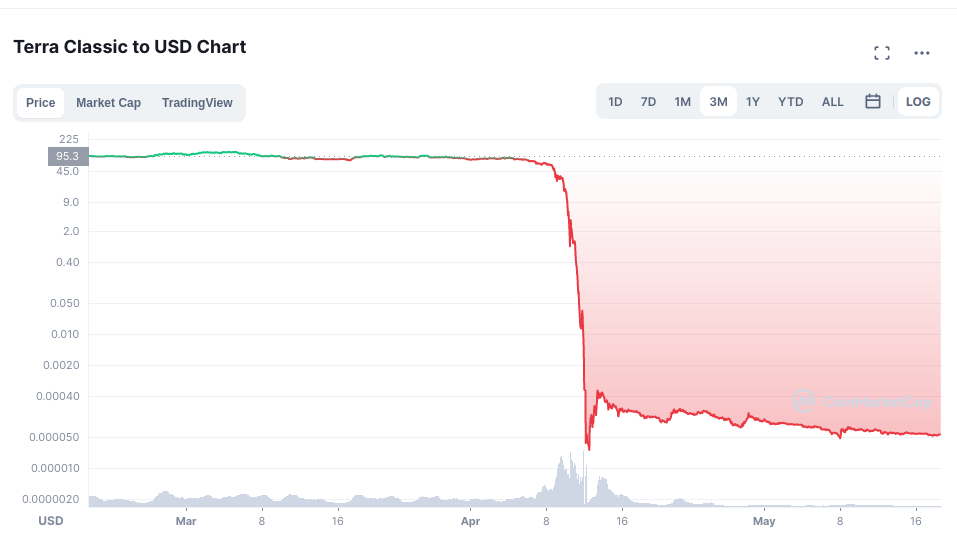 Terra Classic to USD Chart
Price Market Cap TradingView
1D 7D 1M 3M 1Y YTD ALL LOG
225
95.3
45.0
9.0
2.0
0.40
0.050
0.010
0.0020
0.00040
CoinMarketCap
0.000050
0.000010
0.0000020
USD Mar 8 16 Apr 8 16 May 8 16